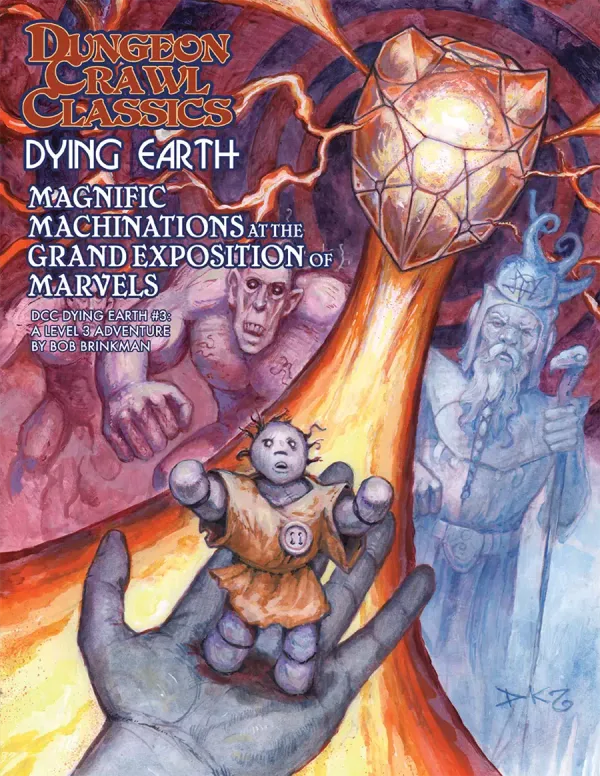 DUNGEON
CRAWL
CLASSICS
DYING EARTH
MAGNIFIC
MACHINATIONS AT THE
GRAND EXPOSITION OF
MARVELS
DCC DYING EARTH #3:
A LEVEL 3 ADVENTURE
BY BOB BRINKMAN